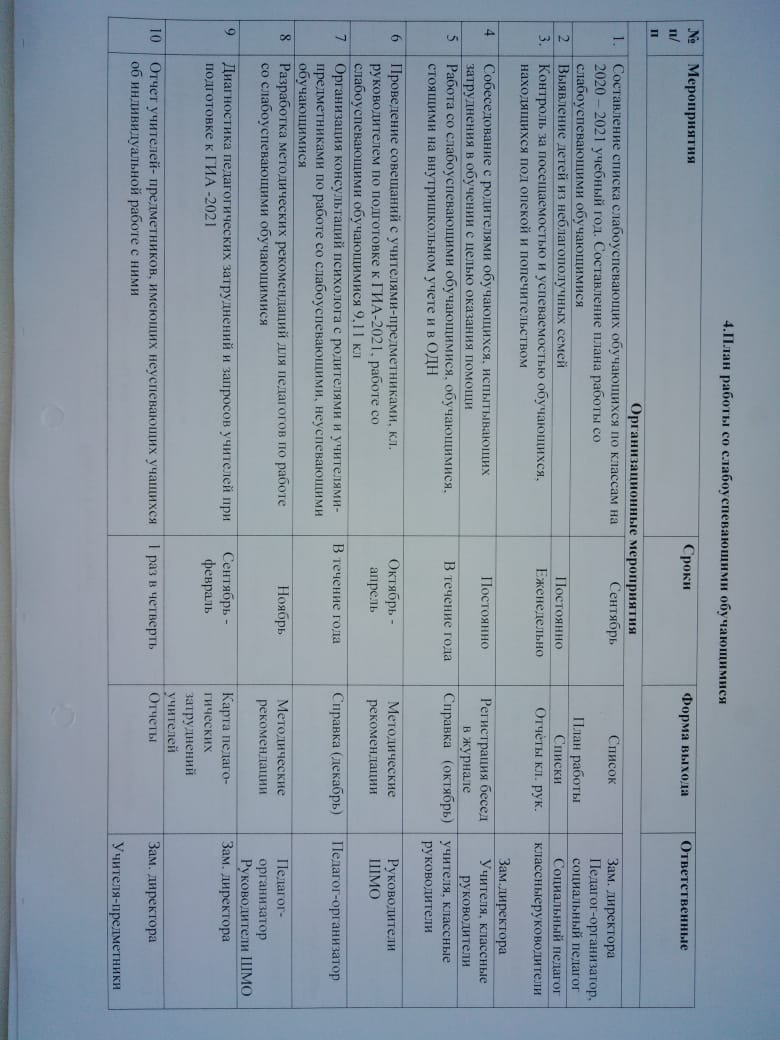 4.План работы со слабоуспевающими обучающимися
№ Мероприятия Сроки Форма выхода Ответственные
п/
п
Организационные мероприятия
1. Составление списка слабоуспевающих обучающихся по классам на Сентябрь Список Зам. директора
2020 – 2021 учебный год. Составление плана работы со Педагог-организатор,
слабоуспевающими обучающимися План работы социальный педагог
2 Выявление детей из неблагополучных семей Постоянно Списки Социальный педагог
3. Контроль за посещаемостью и успеваемостью обучающихся, Еженедельно Отчёты кл. рук. классныеруководители
находящихся под опекой и попечительством
Зам.директора
4 Собеседование с родителями обучающихся, испытывающих Постоянно Регистрация бесед Учителя, классные
затруднения в обучении с целью оказания помощи в журнале руководители
5 Работа со слабоуспевающими обучающимися, обучающимися, В течение года Справка (октябрь) учителя, классные
стоящими на внутришкольном учете и в ОДН руководители
6 Проведение совещаний с учителями-предметниками, кл. Октябрь - Методические Руководители
руководителем по подготовке к ГИА-2021, работе со апрель рекомендации ШМО
слабоуспевающими обучающимися 9,11 кл
7 Организация консультаций психолога с родителями и учителями- В течение года Справка (декабрь) Педагог-организатор
предметниками по работе со слабоуспевающими, неуспевающими
обучающимися
8 Разработка методических рекомендаций для педагогов по работе Ноябрь Методические Педагог-
со слабоуспевающими обучающимися рекомендации организатор
Руководители ШМО
9 Диагностика педагогических затруднений и запросов учителей при Сентябрь - Карта педаго- Зам. директора
подготовке к ГИА -2021 февраль гических
затруднений
учителей
10 Отчет учителей- предметников, имеющих неуспевающих учащихся 1 раз в четверть Отчеты Зам. директора
об индивидуальной работе с ними
Учителя-предметники